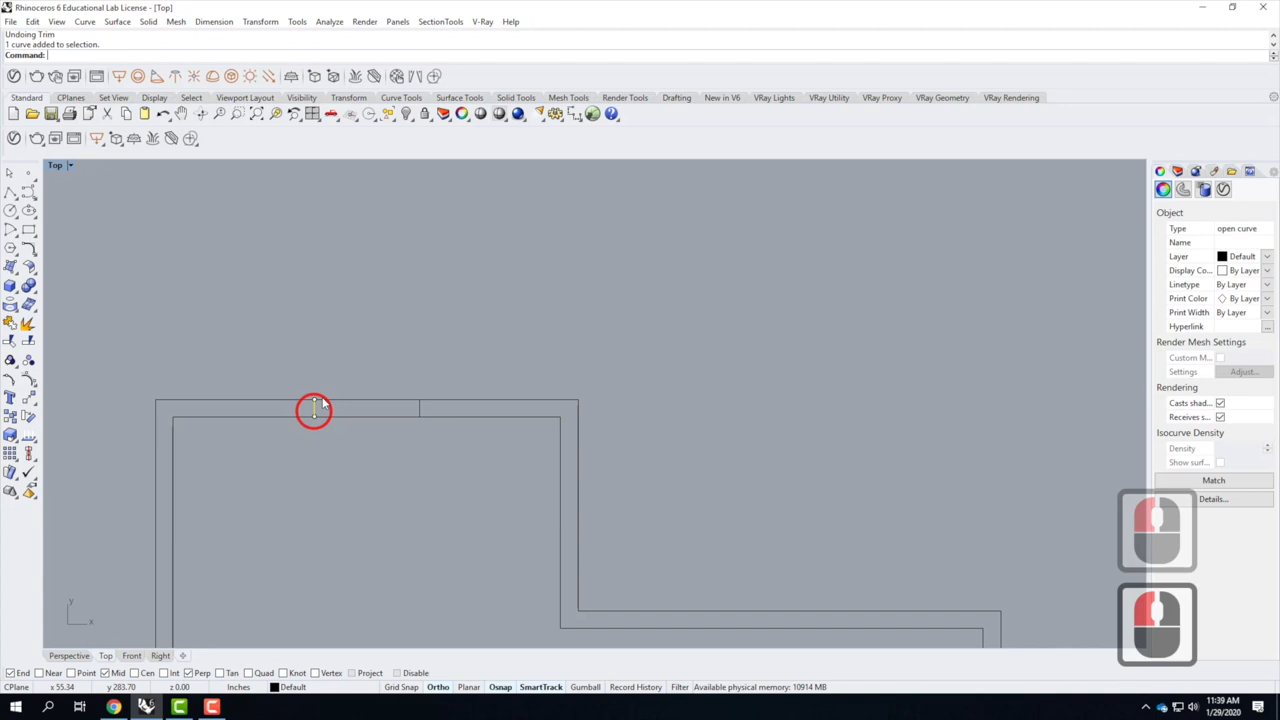 Rhinoceros 6 Educational Lab License - [Top]
File Edit View Curve Surface Solid Mesh Dimension Transform Tools Analyze Render Panels SectionTools V-Ray Help
Undoing Trim
1 curve added to selection.
Command:
Standard CPlanes Set View Display Select Viewport Layout Visibility Transform Curve Tools Surface Tools Solid Tools Mesh Tools Render Tools Drafting New in V6 VRay Lights VRay Utility VRay Proxy VRay Geometry VRay Rendering
Top
Object
Type open curve
Name
Layer Default
Display Co... By Layer
Linetype By Layer
Print Color By Layer
Print Width By Layer
Hyperlink ...
Render Mesh Settings
Custom M...
Settings Adjust...
Rendering
Casts shad...
Receives s...
Isocurve Density
Density
Show surf...
Match
Details...
y
x
Perspective Top Front Right
End Near Point Mid Cen Int Perp Tan Quad Knot Vertex Project Disable
CPlane x 55.34 y 283.70 z 0.00 Inches Default Grid Snap Ortho Planar Osnap SmartTrack Gumball Record History Filter Available physical memory: 10914 MB
11:39 AM
1/29/2020